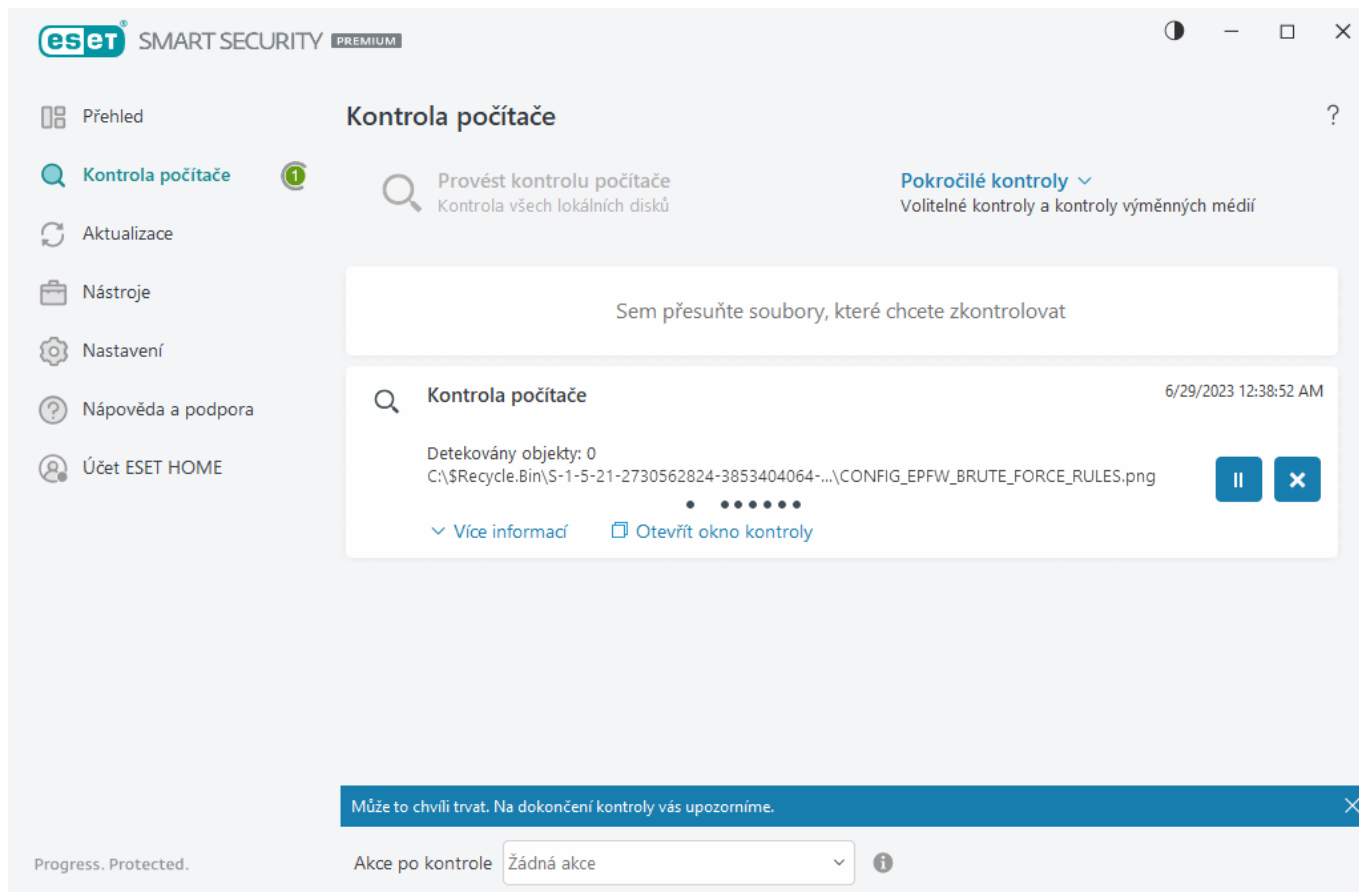 eset® SMART SECURITY PREMIUM
Přehled
Kontrola počítače
1
Aktualizace
Nástroje
Nastavení
Nápověda a podpora
Účet ESET HOME
Progress. Protected.
Kontrola počítače
?
Provést kontrolu počítače
Kontrola všech lokálních disků
Pokročilé kontroly
Volitelné kontroly a kontroly výměnných médií
Sem přesuňte soubory, které chcete zkontrolovat
Kontrola počítače
6/29/2023 12:38:52 AM
Detekovány objekty: 0
C:\$Recycle.Bin\S-1-5-21-2730562824-3853404064-...\CONFIG_EPFW_BRUTE_FORCE_RULES.png
Více informací
Otevřít okno kontroly
Může to chvíli trvat. Na dokončení kontroly vás upozorníme.
Akce po kontrole
Žádná akce